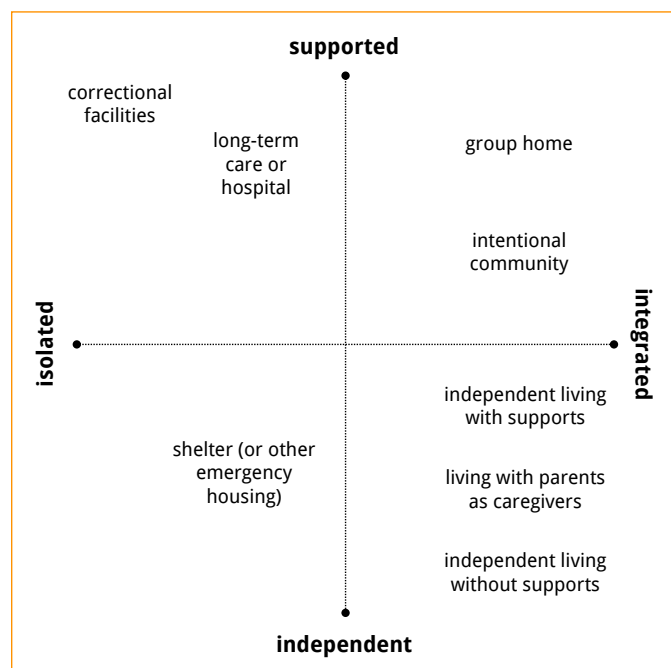 supported
correctional
facilities
long-term
care or
hospital
group home
intentional
community
isolated
integrated
independent living
with supports
shelter (or other
emergency
housing)
living with parents
as caregivers
independent living
without supports
independent